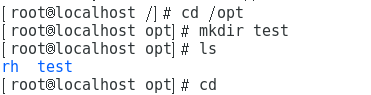 [root@localhost /]# cd /opt
[root@localhost opt]# mkdir test
[root@localhost opt]# ls
rh  test
[root@localhost opt]# cd